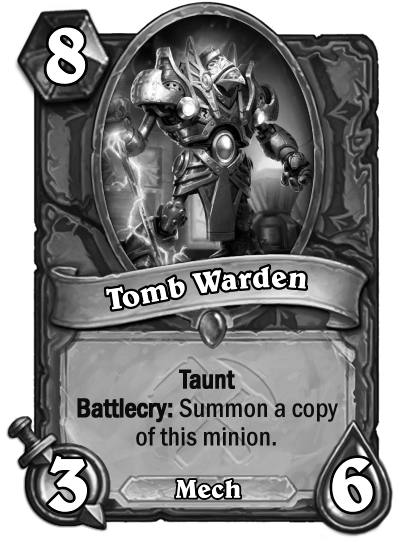 8
Tomb Warden
Taunt
Battlecry: Summon a copy
of this minion.
3 Mech 6